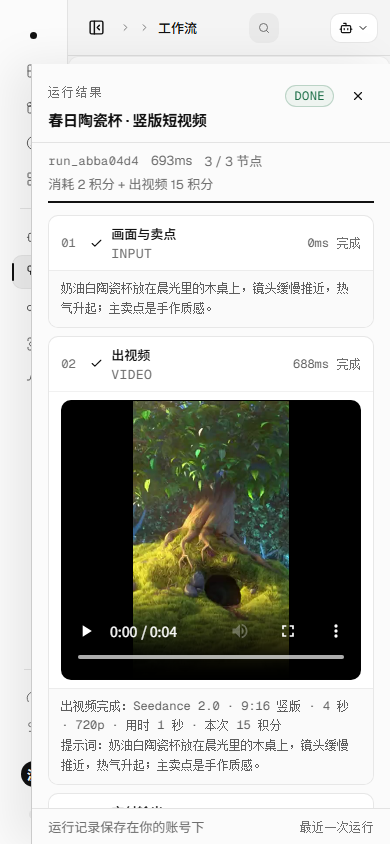 工作流
运行结果
DONE
春日陶瓷杯 · 竖版短视频
run_abba04d4 693ms 3 / 3 节点
消耗 2 积分 + 出视频 15 积分
01 画面与卖点 0ms 完成
INPUT
奶油白陶瓷杯放在晨光里的木桌上，镜头缓慢推近，热
气升起；主卖点是手作质感。
02 出视频 688ms 完成
VIDEO
0:00 / 0:04
出视频完成：Seedance 2.0 · 9:16 竖版 · 4 秒
· 720p · 用时 1 秒 · 本次 15 积分
提示词：奶油白陶瓷杯放在晨光里的木桌上，镜头缓慢
推近，热气升起；主卖点是手作质感。
运行记录保存在你的账号下 最近一次运行